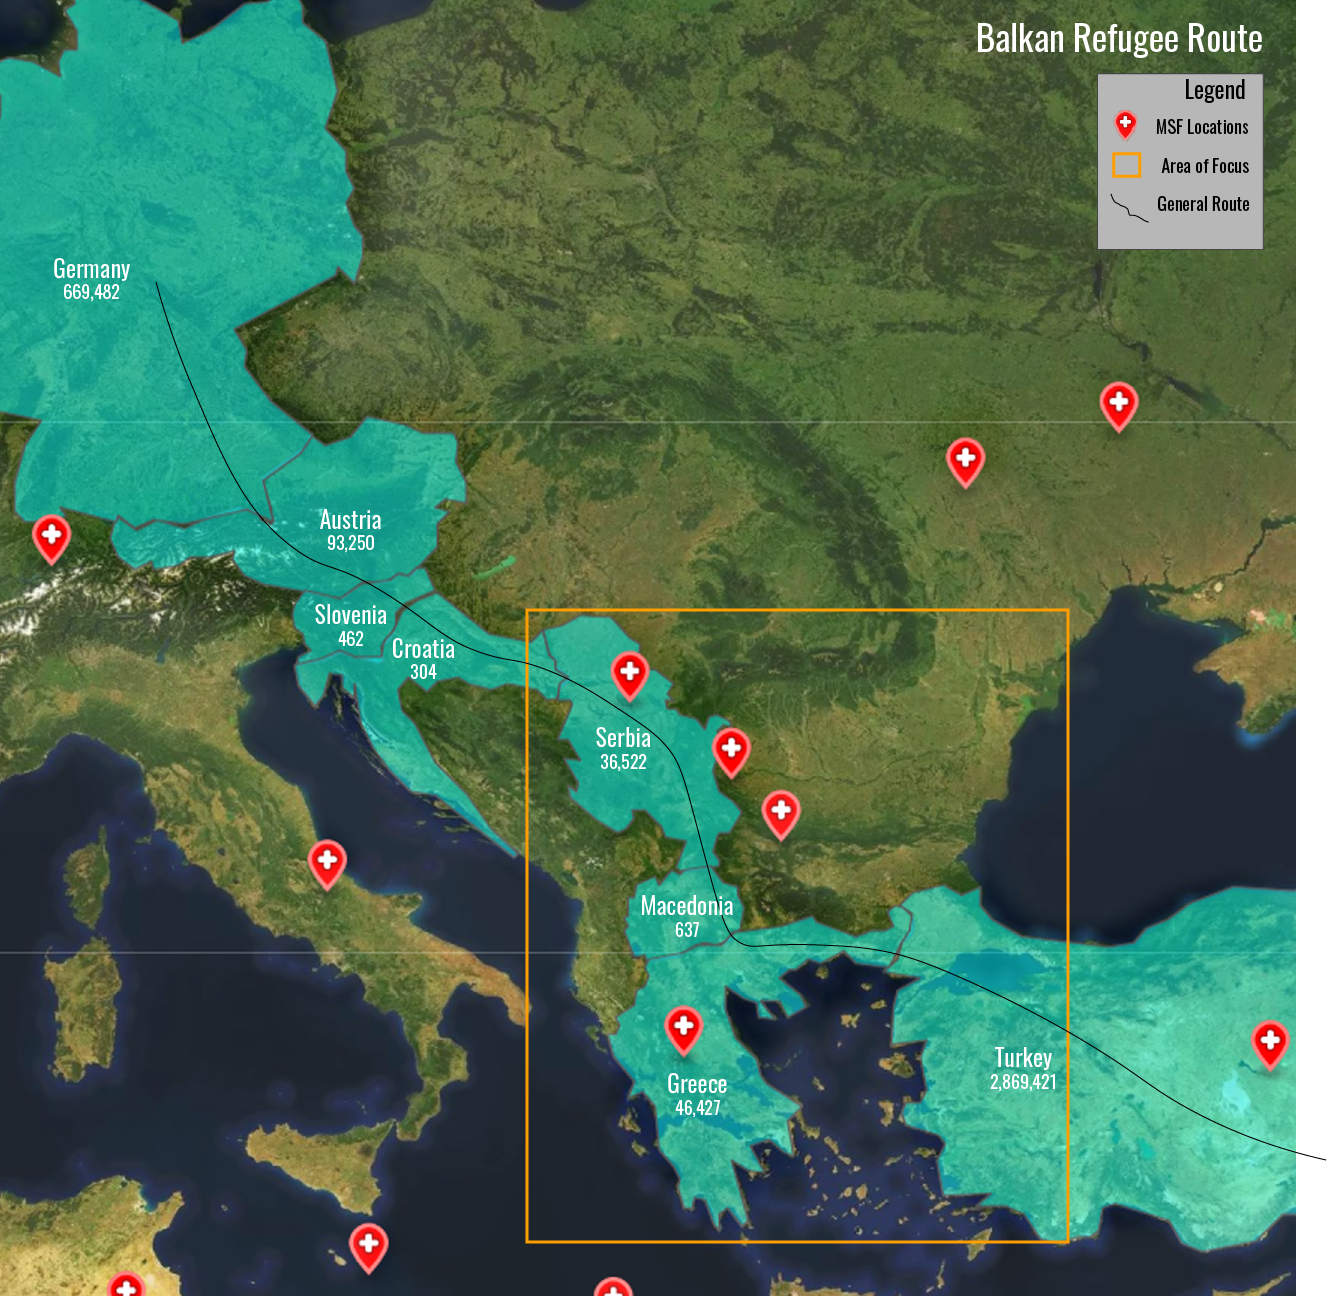 Balkan Refugee Route
Legend
MSF Locations
Area of Focus
General Route
Germany
669,482
Austria
93,250
Slovenia
462
Croatia
304
Serbia
36,522
Macedonia
637
Turkey
2,869,421
Greece
46,427